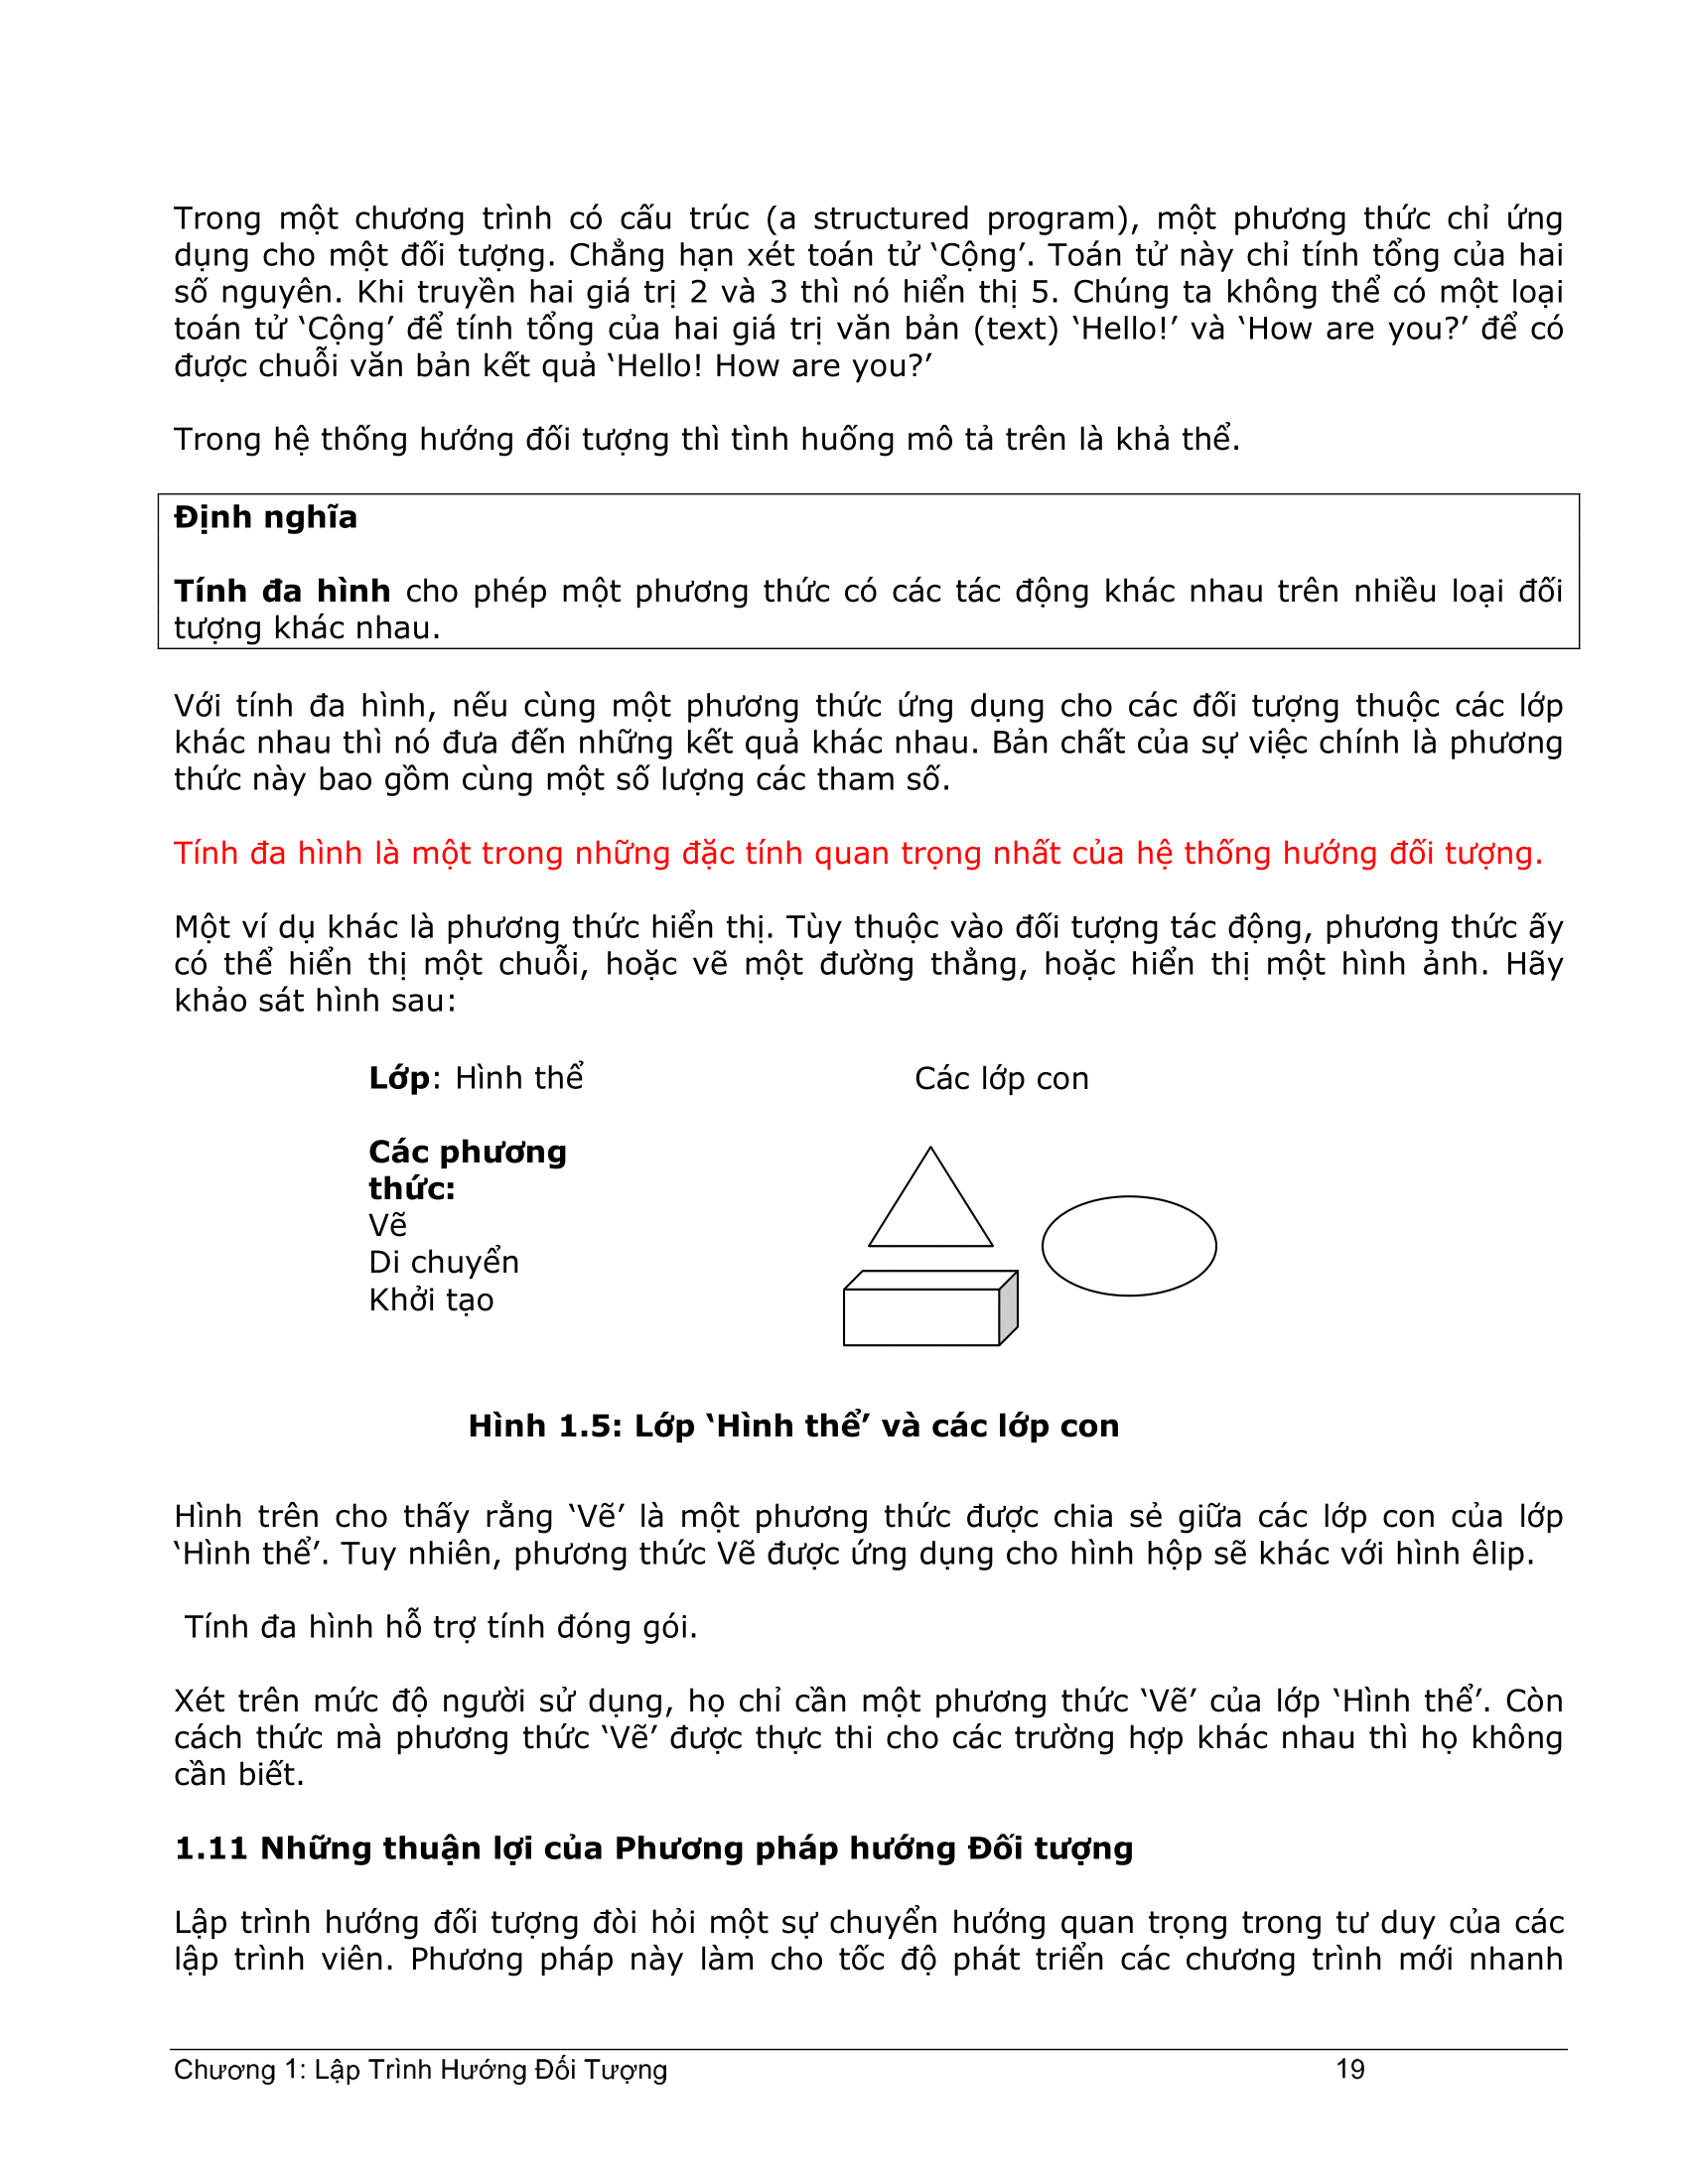 Trong một chương trình có cấu trúc (a structured program), một phương thức chỉ ứng
dụng cho một đối tượng. Chẳng hạn xét toán tử ‘Cộng’. Toán tử này chỉ tính tổng của hai
số nguyên. Khi truyền hai giá trị 2 và 3 thì nó hiển thị 5. Chúng ta không thể có một loại
toán tử ‘Cộng’ để tính tổng của hai giá trị văn bản (text) ‘Hello!’ và ‘How are you?’ để có
được chuỗi văn bản kết quả ‘Hello! How are you?’
Trong hệ thống hướng đối tượng thì tình huống mô tả trên là khả thể.
Định nghĩa
Tính đa hình cho phép một phương thức có các tác động khác nhau trên nhiều loại đối
tượng khác nhau.
Với tính đa hình, nếu cùng một phương thức ứng dụng cho các đối tượng thuộc các lớp
khác nhau thì nó đưa đến những kết quả khác nhau. Bản chất của sự việc chính là phương
thức này bao gồm cùng một số lượng các tham số.
Tính đa hình là một trong những đặc tính quan trọng nhất của hệ thống hướng đối tượng.
Một ví dụ khác là phương thức hiển thị. Tùy thuộc vào đối tượng tác động, phương thức ấy
có thể hiển thị một chuỗi, hoặc vẽ một đường thẳng, hoặc hiển thị một hình ảnh. Hãy
khảo sát hình sau:
Lớp: Hình thể
Các lớp con
Các phương
thức:
Vẽ
Di chuyển
Khởi tạo
Hình 1.5: Lớp ‘Hình thể’ và các lớp con
Hình trên cho thấy rằng ‘Vẽ’ là một phương thức được chia sẻ giữa các lớp con của lớp
‘Hình thể’. Tuy nhiên, phương thức Vẽ được ứng dụng cho hình hộp sẽ khác với hình êlip.
Tính đa hình hỗ trợ tính đóng gói.
Xét trên mức độ người sử dụng, họ chỉ cần một phương thức ‘Vẽ’ của lớp ‘Hình thể’. Còn
cách thức mà phương thức ‘Vẽ’ được thực thi cho các trường hợp khác nhau thì họ không
cần biết.
1.11 Những thuận lợi của Phương pháp hướng Đối tượng
Lập trình hướng đối tượng đòi hỏi một sự chuyển hướng quan trọng trong tư duy của các
lập trình viên. Phương pháp này làm cho tốc độ phát triển các chương trình mới nhanh
Chương 1: Lập Trình Hướng Đối Tượng 19